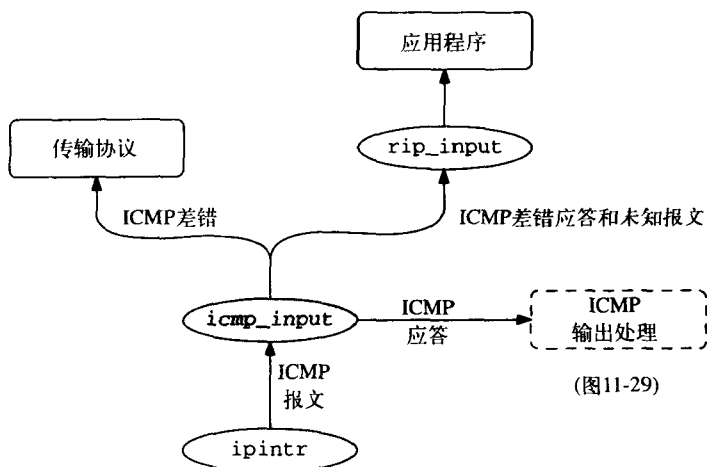 应用程序
传输协议
rip_input
ICMP差错
ICMP差错应答和未知报文
icmp_input
ICMP
应答
ICMP
输出处理
ICMP
报文
(图11-29)
ipintr